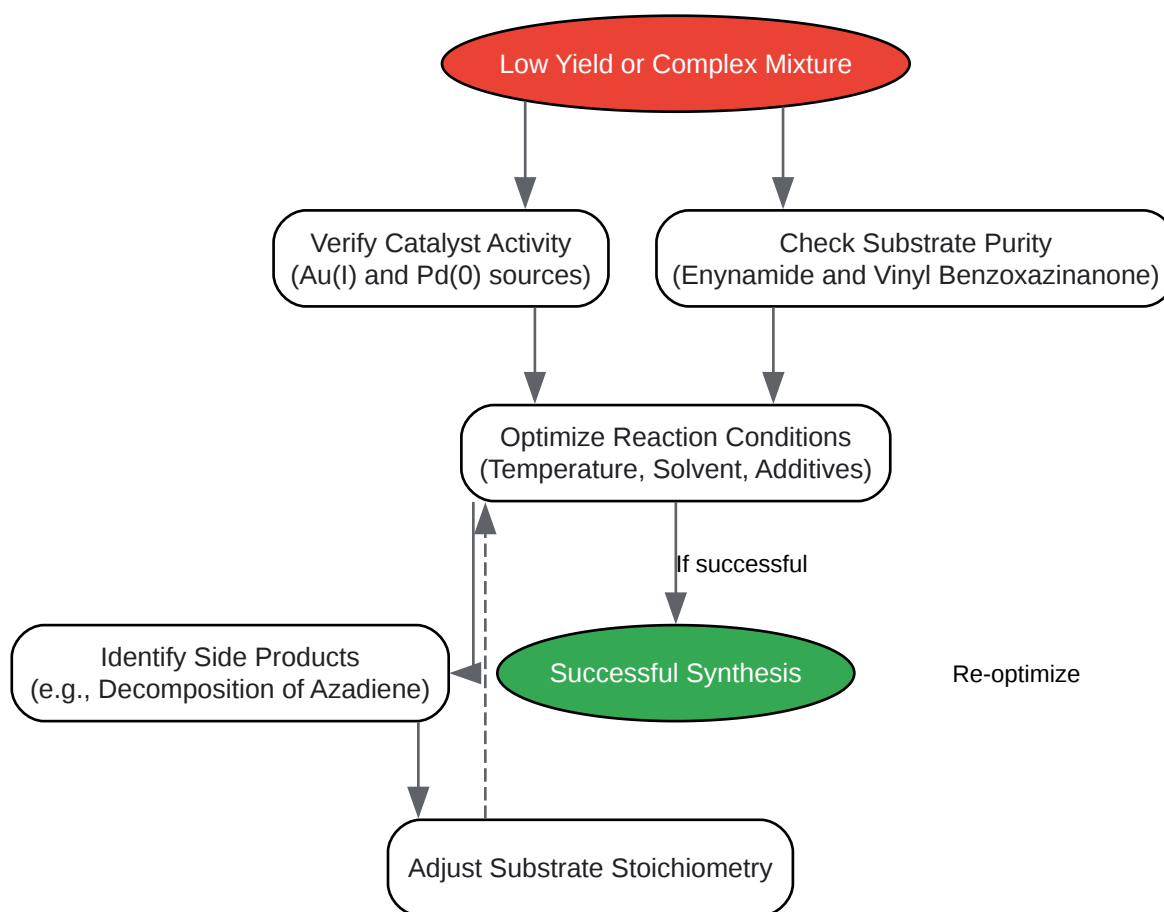 Low Yield or Complex Mixture
Verify Catalyst Activity
(Au(I) and Pd(0) sources)
Check Substrate Purity
(Enynamide and Vinyl Benzoxazinanone)
Optimize Reaction Conditions
(Temperature, Solvent, Additives)
If successful
Identify Side Products
(e.g., Decomposition of Azadiene)
Successful Synthesis
Re-optimize
Adjust Substrate Stoichiometry